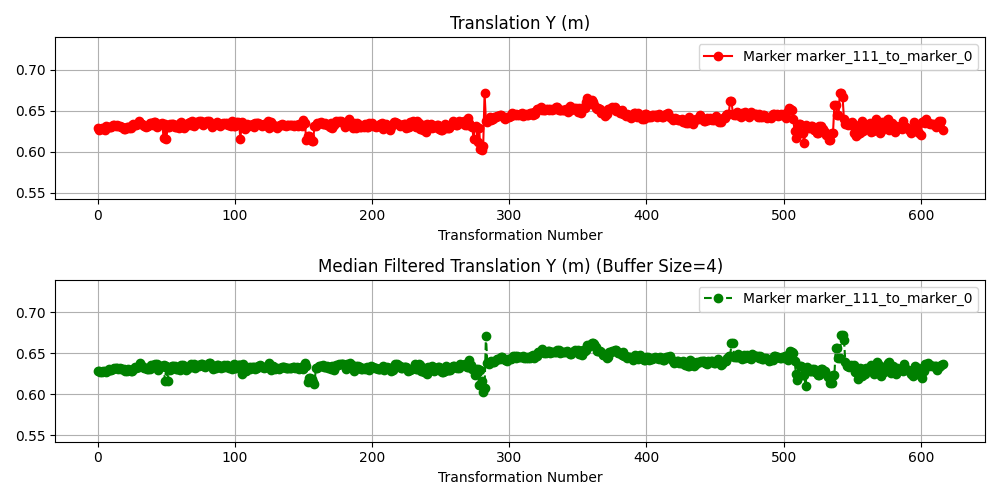 Translation Y (m)
Marker marker_111_to_marker_0
0.70
0.65
0.60
0.55
0 100 200 300 400 500 600
Transformation Number
Median Filtered Translation Y (m) (Buffer Size=4)
Marker marker_111_to_marker_0
0.70
0.65
0.60
0.55
0 100 200 300 400 500 600
Transformation Number